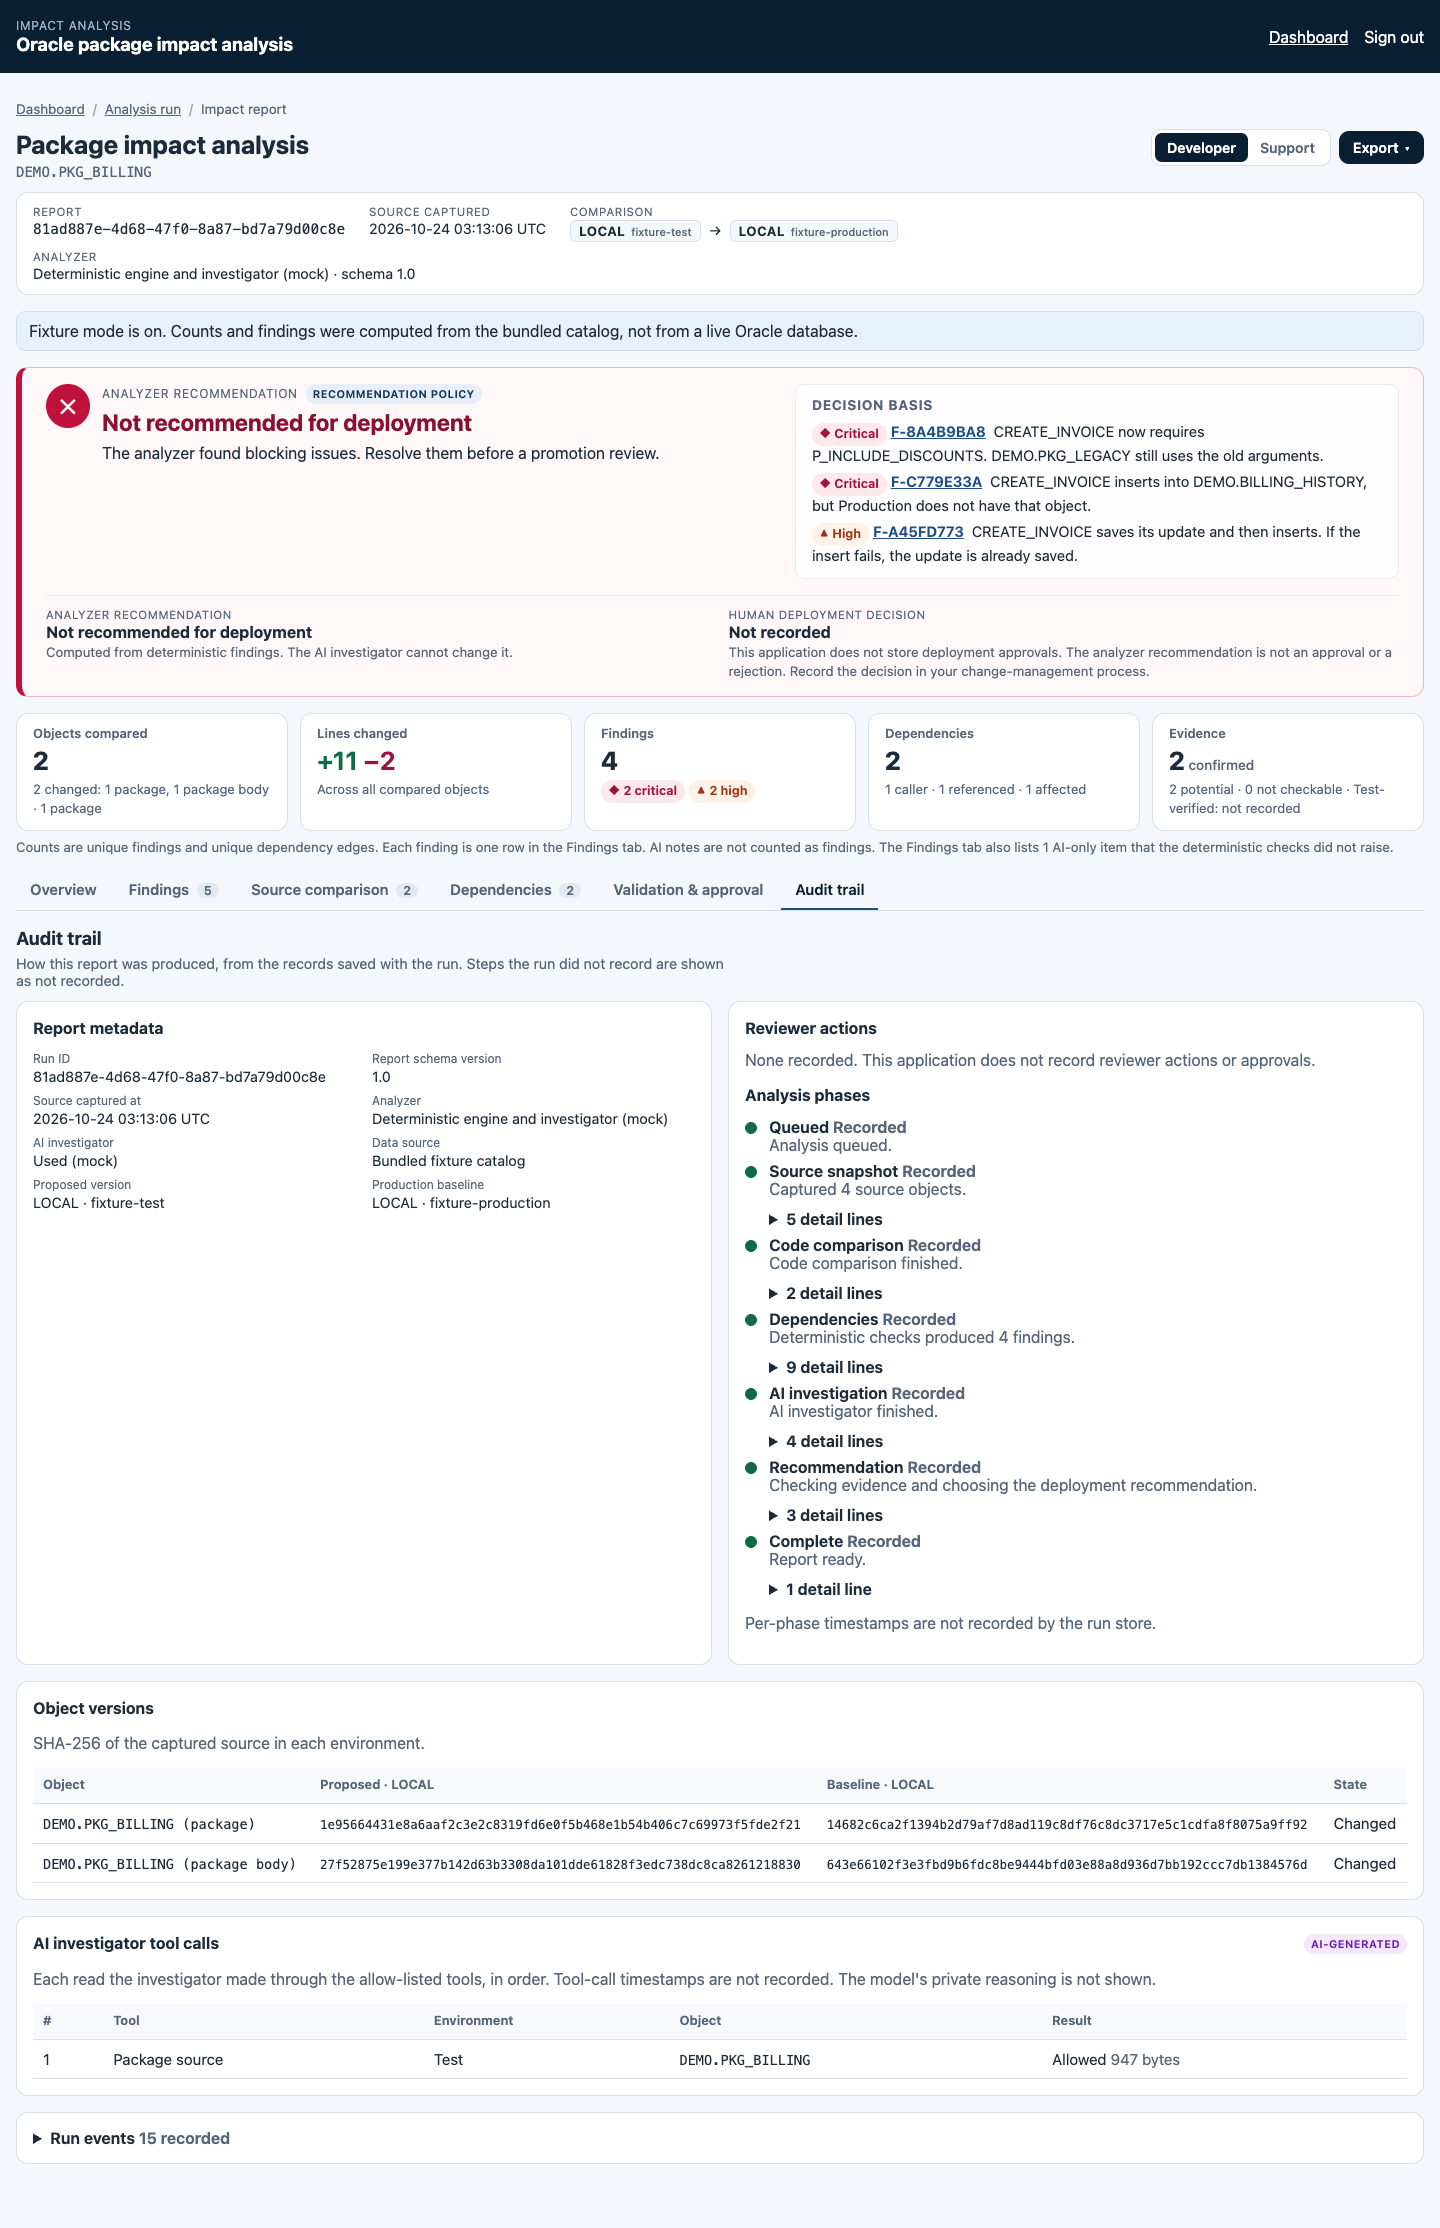 IMPACT ANALYSIS
Oracle package impact analysis
Dashboard Sign out
Dashboard / Analysis run / Impact report
Package impact analysis
DEMO.PKG_BILLING
Developer Support Export
REPORT
81ad887e-4d68-47f0-8a87-bd7a79d00c8e
SOURCE CAPTURED
2026-10-24 03:13:06 UTC
COMPARISON
LOCAL fixture-test → LOCAL fixture-production
ANALYZER
Deterministic engine and investigator (mock) · schema 1.0
Fixture mode is on. Counts and findings were computed from the bundled catalog, not from a live Oracle database.
ANALYZER RECOMMENDATION RECOMMENDATION POLICY
Not recommended for deployment
The analyzer found blocking issues. Resolve them before a promotion review.
DECISION BASIS
Critical F-8A4B9BA8 CREATE_INVOICE now requires
P_INCLUDE_DISCOUNTS. DEMO.PKG_LEGACY still uses the old arguments.
Critical F-C779E33A CREATE_INVOICE inserts into DEMO.BILLING_HISTORY,
but Production does not have that object.
High F-A45FD773 CREATE_INVOICE saves its update and then inserts. If the
insert fails, the update is already saved.
ANALYZER RECOMMENDATION
Not recommended for deployment
Computed from deterministic findings. The AI investigator cannot change it.
HUMAN DEPLOYMENT DECISION
Not recorded
This application does not store deployment approvals. The analyzer recommendation is not an approval or a
rejection. Record the decision in your change-management process.
Objects compared
2
2 changed: 1 package, 1 package body
· 1 package
Lines changed
+11 −2
Across all compared objects
Findings
4
2 critical 2 high
Dependencies
2
1 caller · 1 referenced · 1 affected
Evidence
2 confirmed
2 potential · 0 not checkable · Test-
verified: not recorded
Counts are unique findings and unique dependency edges. Each finding is one row in the Findings tab. AI notes are not counted as findings. The Findings tab also lists 1 AI-only item that the deterministic checks did not raise.
Overview Findings 5 Source comparison 2 Dependencies 2 Validation & approval Audit trail
Audit trail
How this report was produced, from the records saved with the run. Steps the run did not record are shown
as not recorded.
Report metadata
Run ID
81ad887e-4d68-47f0-8a87-bd7a79d00c8e
Report schema version
1.0
Source captured at
2026-10-24 03:13:06 UTC
Analyzer
Deterministic engine and investigator (mock)
AI investigator
Used (mock)
Data source
Bundled fixture catalog
Proposed version
LOCAL · fixture-test
Production baseline
LOCAL · fixture-production
Reviewer actions
None recorded. This application does not record reviewer actions or approvals.
Analysis phases
Queued Recorded
Analysis queued.
Source snapshot Recorded
Captured 4 source objects.
5 detail lines
Code comparison Recorded
Code comparison finished.
2 detail lines
Dependencies Recorded
Deterministic checks produced 4 findings.
9 detail lines
AI investigation Recorded
AI investigator finished.
4 detail lines
Recommendation Recorded
Checking evidence and choosing the deployment recommendation.
3 detail lines
Complete Recorded
Report ready.
1 detail line
Per-phase timestamps are not recorded by the run store.
Object versions
SHA-256 of the captured source in each environment.
Object Proposed · LOCAL Baseline · LOCAL State
DEMO.PKG_BILLING (package) 1e95664431e8a6aaf2c3e2c8319fd6e0f5b468e1b54b406c7c69973f5fde2f21 14682c6ca2f1394b2d79af7d8ad119c8df76c8dc3717e5c1cdfa8f8075a9ff92 Changed
DEMO.PKG_BILLING (package body) 27f52875e199e377b142d63b3308da101dde61828f3edc738dc8ca8261218830 643e66102f3e3fbd9b6fdc8be9444bfd03e88a8d936d7bb192ccc7db1384576d Changed
AI investigator tool calls AI-GENERATED
Each read the investigator made through the allow-listed tools, in order. Tool-call timestamps are not recorded. The model's private reasoning is not shown.
# Tool Environment Object Result
1 Package source Test DEMO.PKG_BILLING Allowed 947 bytes
Run events 15 recorded